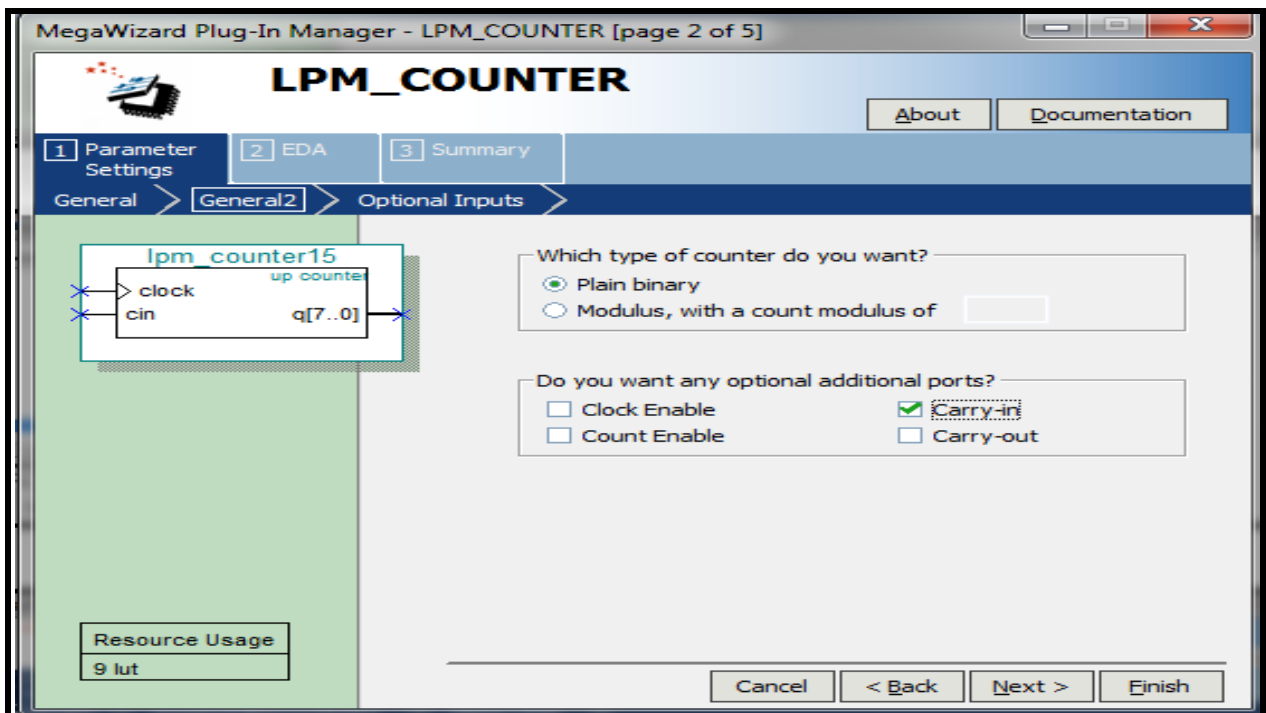 MegaWizard Plug-In Manager - LPM_COUNTER [page 2 of 5]
LPM_COUNTER
About
Documentation
1 Parameter Settings
2 EDA
3 Summary
General
General2
Optional Inputs
lpm_counter15
up counter
clock
cin
q[7..0]
Which type of counter do you want?
Plain binary
Modulus, with a count modulus of
Do you want any optional additional ports?
Clock Enable
Carry-in
Count Enable
Carry-out
Resource Usage
9 lut
Cancel
< Back
Next >
Finish